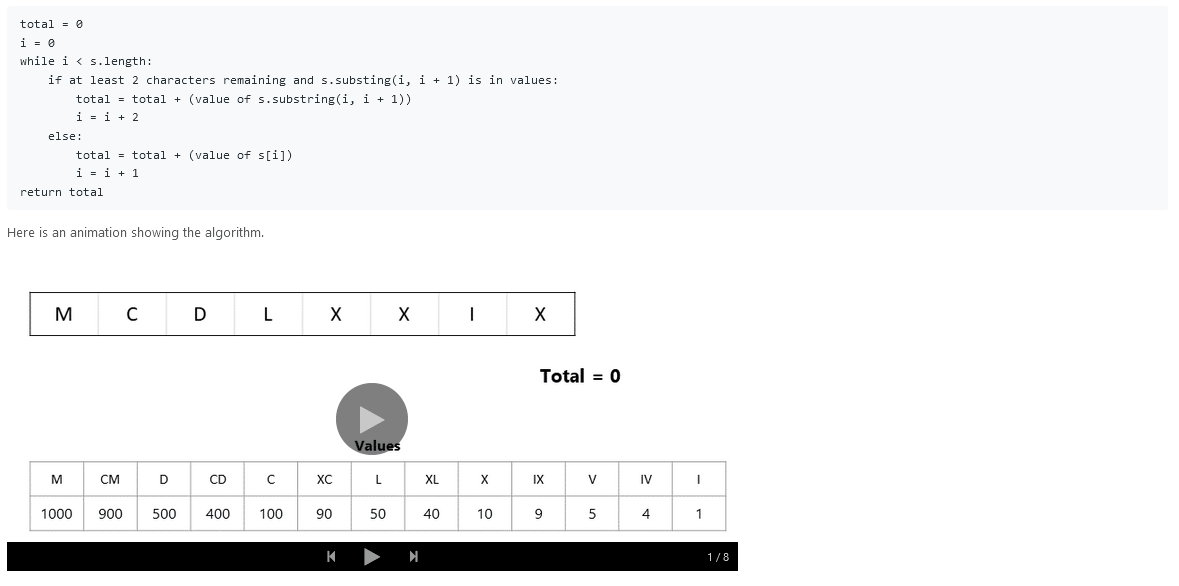 total = 0
i = 0
while i < s.length:
    if at least 2 characters remaining and s.substing(i, i + 1) is in values:
        total = total + (value of s.substring(i, i + 1))
        i = i + 2
    else:
        total = total + (value of s[i])
        i = i + 1
return total
Here is an animation showing the algorithm.
M C D L X X I X
Total = 0
Values
M CM D CD C XC L XL X IX V IV I
1000 900 500 400 100 90 50 40 10 9 5 4 1
1 / 8